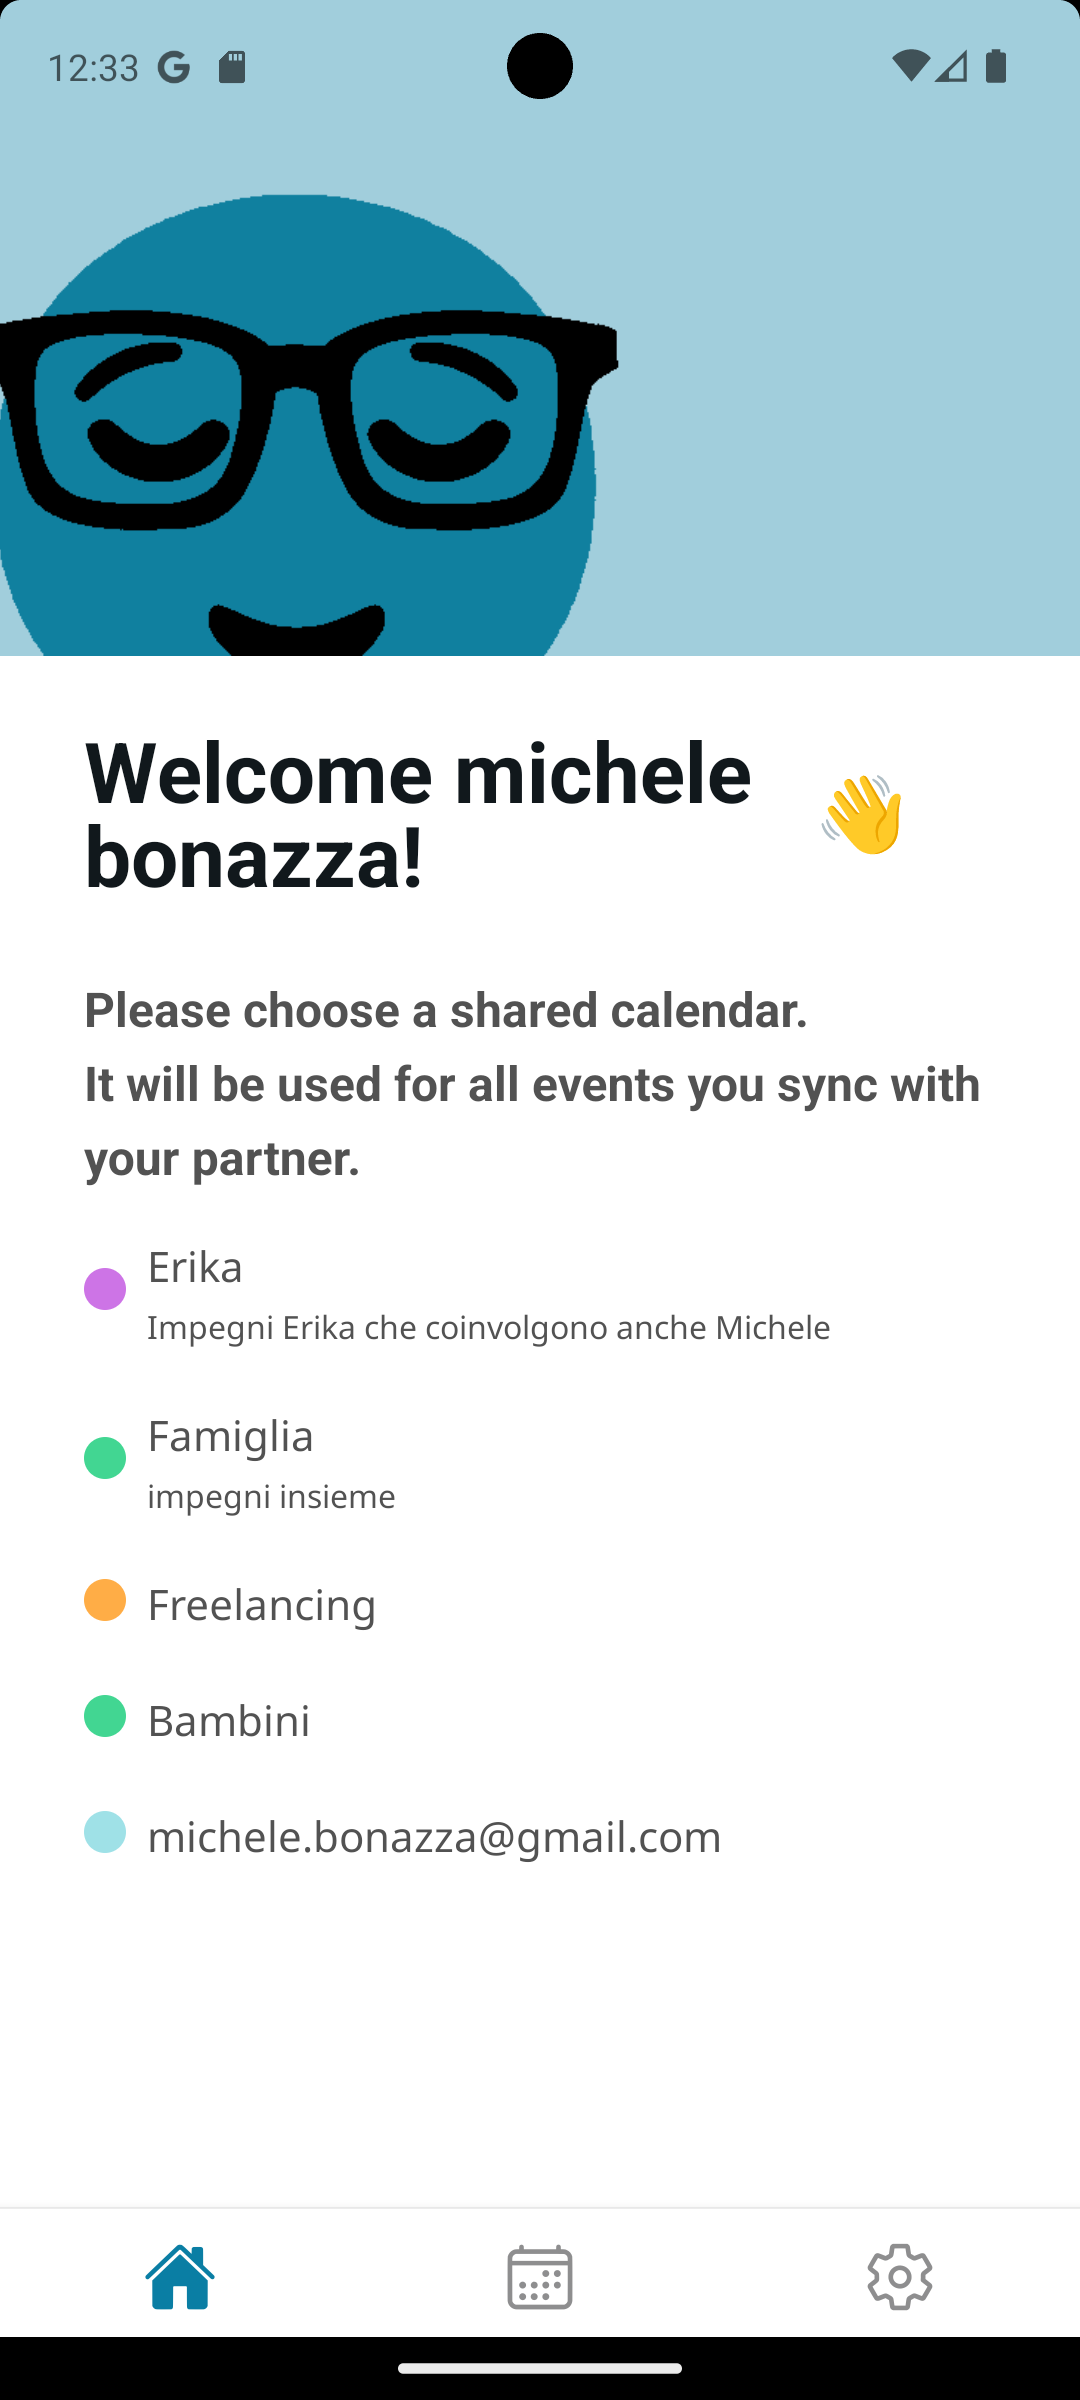 12:33
Welcome michele
bonazza!
Please choose a shared calendar.
It will be used for all events you sync with
your partner.
Erika
Impegni Erika che coinvolgono anche Michele
Famiglia
impegni insieme
Freelancing
Bambini
michele.bonazza@gmail.com